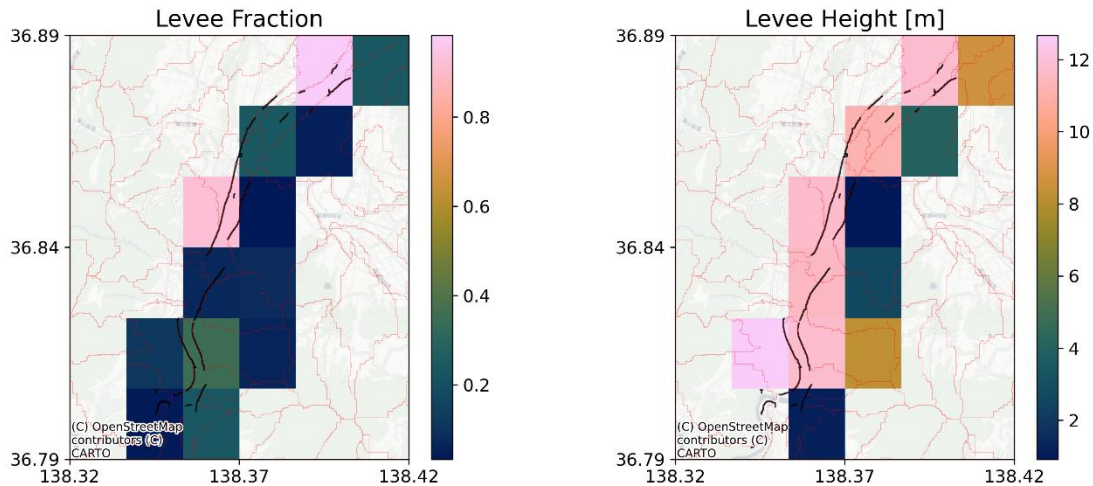 Levee Fraction
36.89
36.84
36.79
138.32
138.37
138.42
0.8
0.6
0.4
0.2
(C) OpenStreetMap
contributors (C)
CARTO
Levee Height [m]
36.89
36.84
36.79
138.32
138.37
138.42
12
10
8
6
4
2
(C) OpenStreetMap
contributors (C)
CARTO